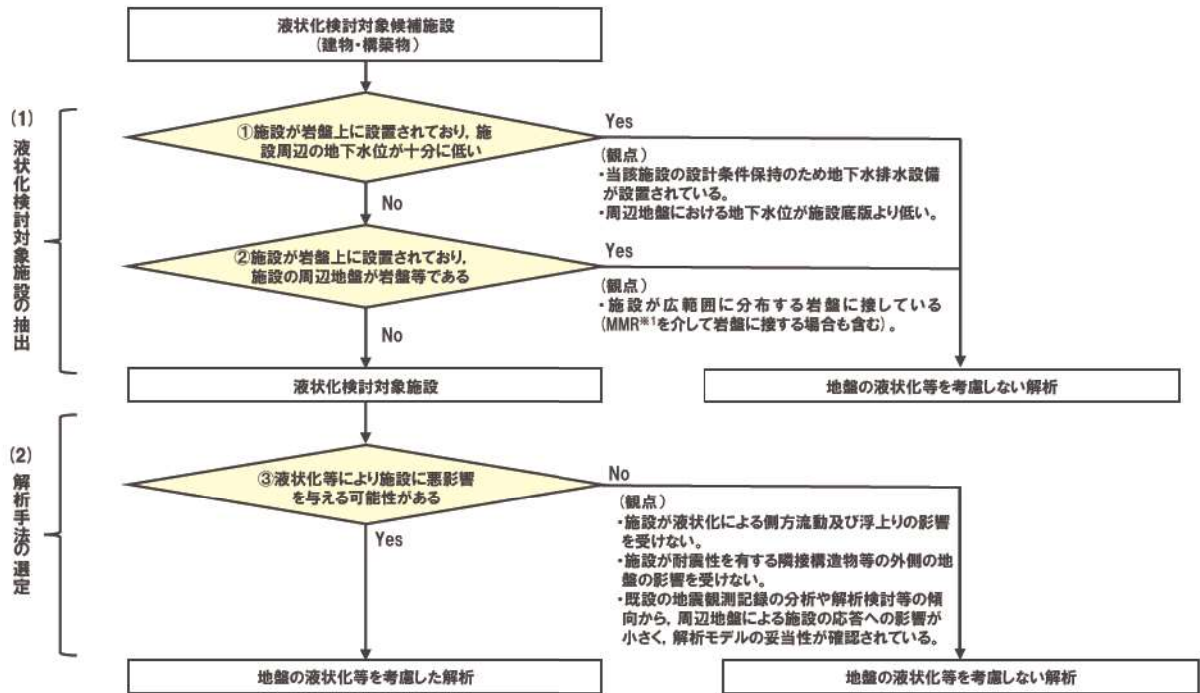 液状化検討対象候補施設
(建物・構築物)
(1)
液状化検討対象施設の抽出
①施設が岩盤上に設置されており，施
設周辺の地下水位が十分に低い
Yes
(観点)
・当該施設の設計条件保持のため地下水排水設備
が設置されている。
・周辺地盤における地下水位が施設底版より低い。
No
②施設が岩盤上に設置されており，
施設の周辺地盤が岩盤等である
Yes
(観点)
・施設が広範囲に分布する岩盤に接している
(MMR※1を介して岩盤に接する場合も含む)。
No
液状化検討対象施設
地盤の液状化等を考慮しない解析
(2)
解析手法の選定
③液状化等により施設に悪影響
を与える可能性がある
No
(観点)
・施設が液状化による側方流動及び浮上りの影響
を受けない。
・施設が耐震性を有する隣接構造物等の外側の地
盤の影響を受けない。
・既設の地震観測記録の分析や解析検討等の傾
向から，周辺地盤による施設の応答への影響が
小さく，解析モデルの妥当性が確認されている。
Yes
地盤の液状化等を考慮した解析
地盤の液状化等を考慮しない解析